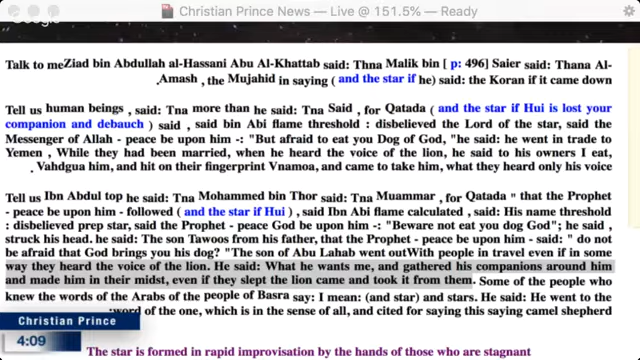 Christian Prince News — Live @ 151.5% — Ready
Talk to meZiad bin Abdullah al-Hassani Abu Al-Khattab said: Thna Malik bin [ p: 496] Saier said: Thana Al-
.Amash , the Mujahid in saying (and the star if he) said: the Koran if it came down
Tell us human beings , said: Tna more than he said: Tna Said , for Qatada ( and the star if Hui is lost your
companion and debauch ) said , said bin Abi flame threshold : disbelieved the Lord of the star, said the
Messenger of Allah - peace be upon him -: "But afraid to eat you Dog of God, "he said: he went in trade to
Yemen , While they had been married, when he heard the voice of the lion, he said to his owners I eat,
.Vahdgua him, and hit on their fingerprint Vnamoa, and came to take him, what they heard only his voice
Tell us Ibn Abdul top he said: Tna Mohammed bin Thor said: Tna Muammar , for Qatada " that the Prophet
- peace be upon him - followed ( and the star if Hui ) , said Ibn Abi flame calculated , said: His name threshold
: disbelieved prep star, said the Prophet - peace God be upon him -: "Beware not eat you dog God"; he said ,
struck his head. he said: The son Tawoos from his father, that the Prophet - peace be upon him - said: " do not
be afraid that God brings you his dog? "The son of Abu Lahab went outWith people in travel even if in some
way they heard the voice of the lion. He said: What he wants me, and gathered his companions around him
and made him in their midst, even if they slept the lion came and took it from them. Some of the people who
knew the words of the Arabs of the people of Basra say: I mean: (and star) and stars. He said: He went to the
word of the one, which is in the sense of all, and cited for saying this saying camel shepherd
Christian Prince
4:09
The star is formed in rapid improvisation by the hands of those who are stagnant